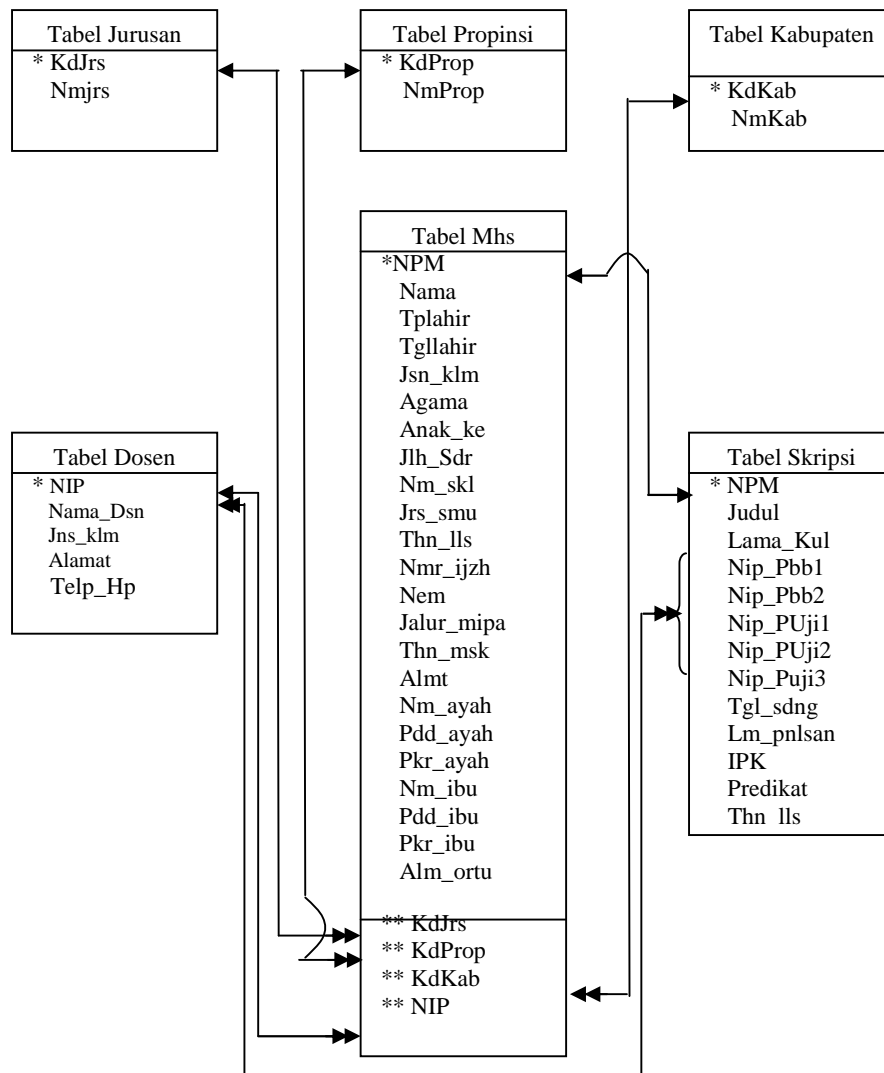 Tabel Jurusan
* KdJrs
Nmjrs
Tabel Propinsi
* KdProp
NmProp
Tabel Kabupaten
* KdKab
NmKab
Tabel Mhs
*NPM
Nama
Tplahir
Tgllahir
Jsn_klm
Agama
Anak_ke
Jlh_Sdr
Nm_skl
Jrs_smu
Thn_lls
Nmr_ijzh
Nem
Jalur_mipa
Thn_msk
Almt
Nm_ayah
Pdd_ayah
Pkr_ayah
Nm_ibu
Pdd_ibu
Pkr_ibu
Alm_ortu
** KdJrs
** KdProp
** KdKab
** NIP
Tabel Dosen
* NIP
Nama_Dsn
Jns_klm
Alamat
Telp_Hp
Tabel Skripsi
* NPM
Judul
Lama_Kul
Nip_Pbb1
Nip_Pbb2
Nip_PUji1
Nip_PUji2
Nip_Puji3
Tgl_sdng
Lm_pnlsan
IPK
Predikat
Thn_lls